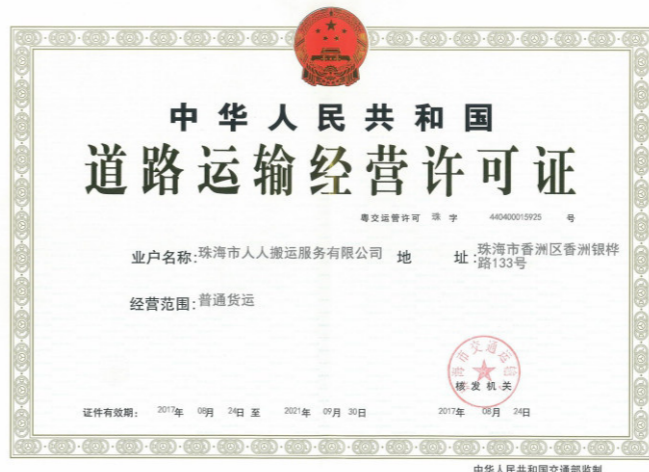 中华人民共和国
道路运输经营许可证
粤交运管许可 珠 字 440400015925 号
业户名称:珠海市人人搬运服务有限公司 地 址:珠海市香洲区香洲银桦
路133号
经营范围:普通货运
海市交通运输
核发机关
证件有效期: 2017年 08月 24日 至 2021年 09月 30日 2017年 08月 24日
中华人民共和国交通部监制